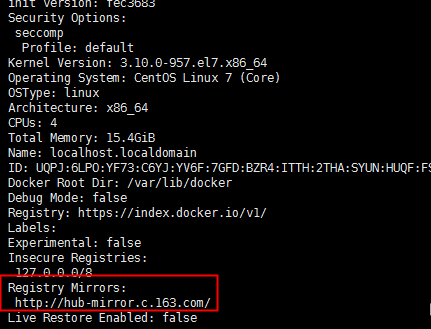 init version: fec3683
Security Options:
seccomp
Profile: default
Kernel Version: 3.10.0-957.el7.x86_64
Operating System: CentOS Linux 7 (Core)
OSType: linux
Architecture: x86_64
CPUs: 4
Total Memory: 15.4GiB
Name: localhost.localdomain
ID: UQPJ:6LPO:YF73:C6YJ:YV6F:7GFD:BZR4:ITTH:2THA:SYUN:HUQF:FS
Docker Root Dir: /var/lib/docker
Debug Mode: false
Registry: https://index.docker.io/v1/
Labels:
Experimental: false
Insecure Registries:
127.0.0.0/8
Registry Mirrors:
http://hub-mirror.c.163.com/
Live Restore Enabled: false